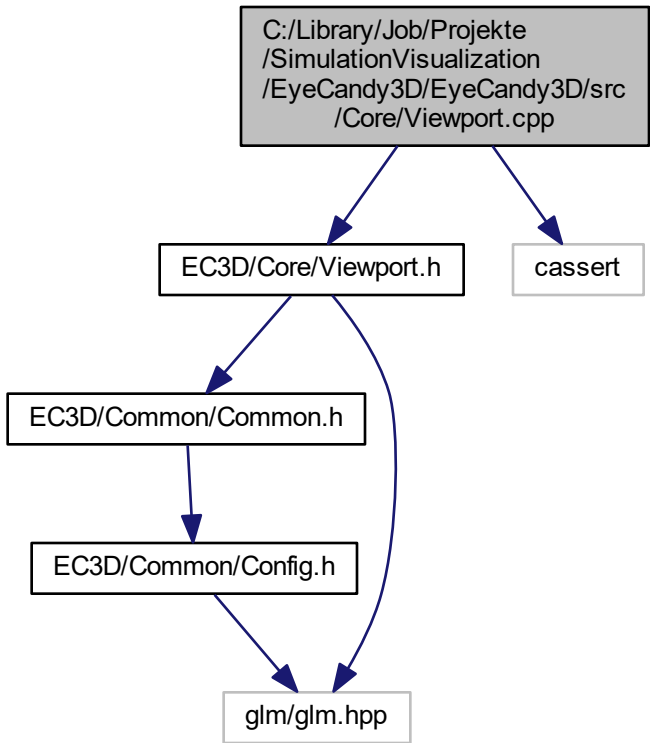 C:/Library/Job/Projekte
/SimulationVisualization
/EyeCandy3D/EyeCandy3D/src
/Core/Viewport.cpp
EC3D/Core/Viewport.h
cassert
EC3D/Common/Common.h
EC3D/Common/Config.h
glm/glm.hpp